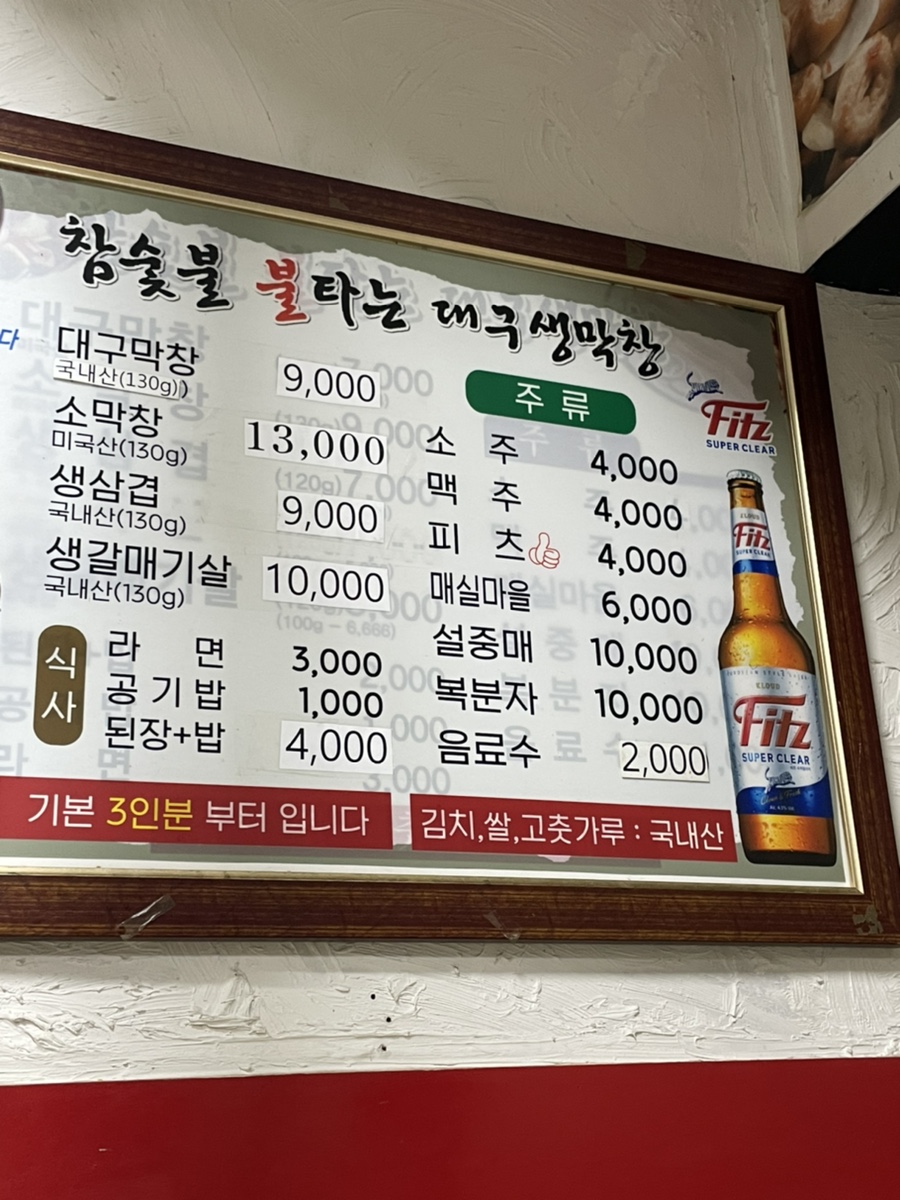 참숯불 불타는 대구생막창
다
대구막창 9,000
국내산(130g)
소막창 13,000
미국산(130g)
생삼겹 9,000
국내산(130g)
생갈매기살 10,000
국내산(130g)
식사
라 면 3,000
공기밥 1,000
된장+밥 4,000
주 류
소 주 4,000
맥 주 4,000
피 츠 4,000
매실마을 6,000
설중매 10,000
복분자 10,000
음료수 2,000
Fitz
SUPER CLEAR
CLOUD
Fitz
SUPER CLEAR
KLOUD
Fitz
SUPER CLEAR
기본 3인분 부터 입니다
김치,쌀,고춧가루 : 국내산